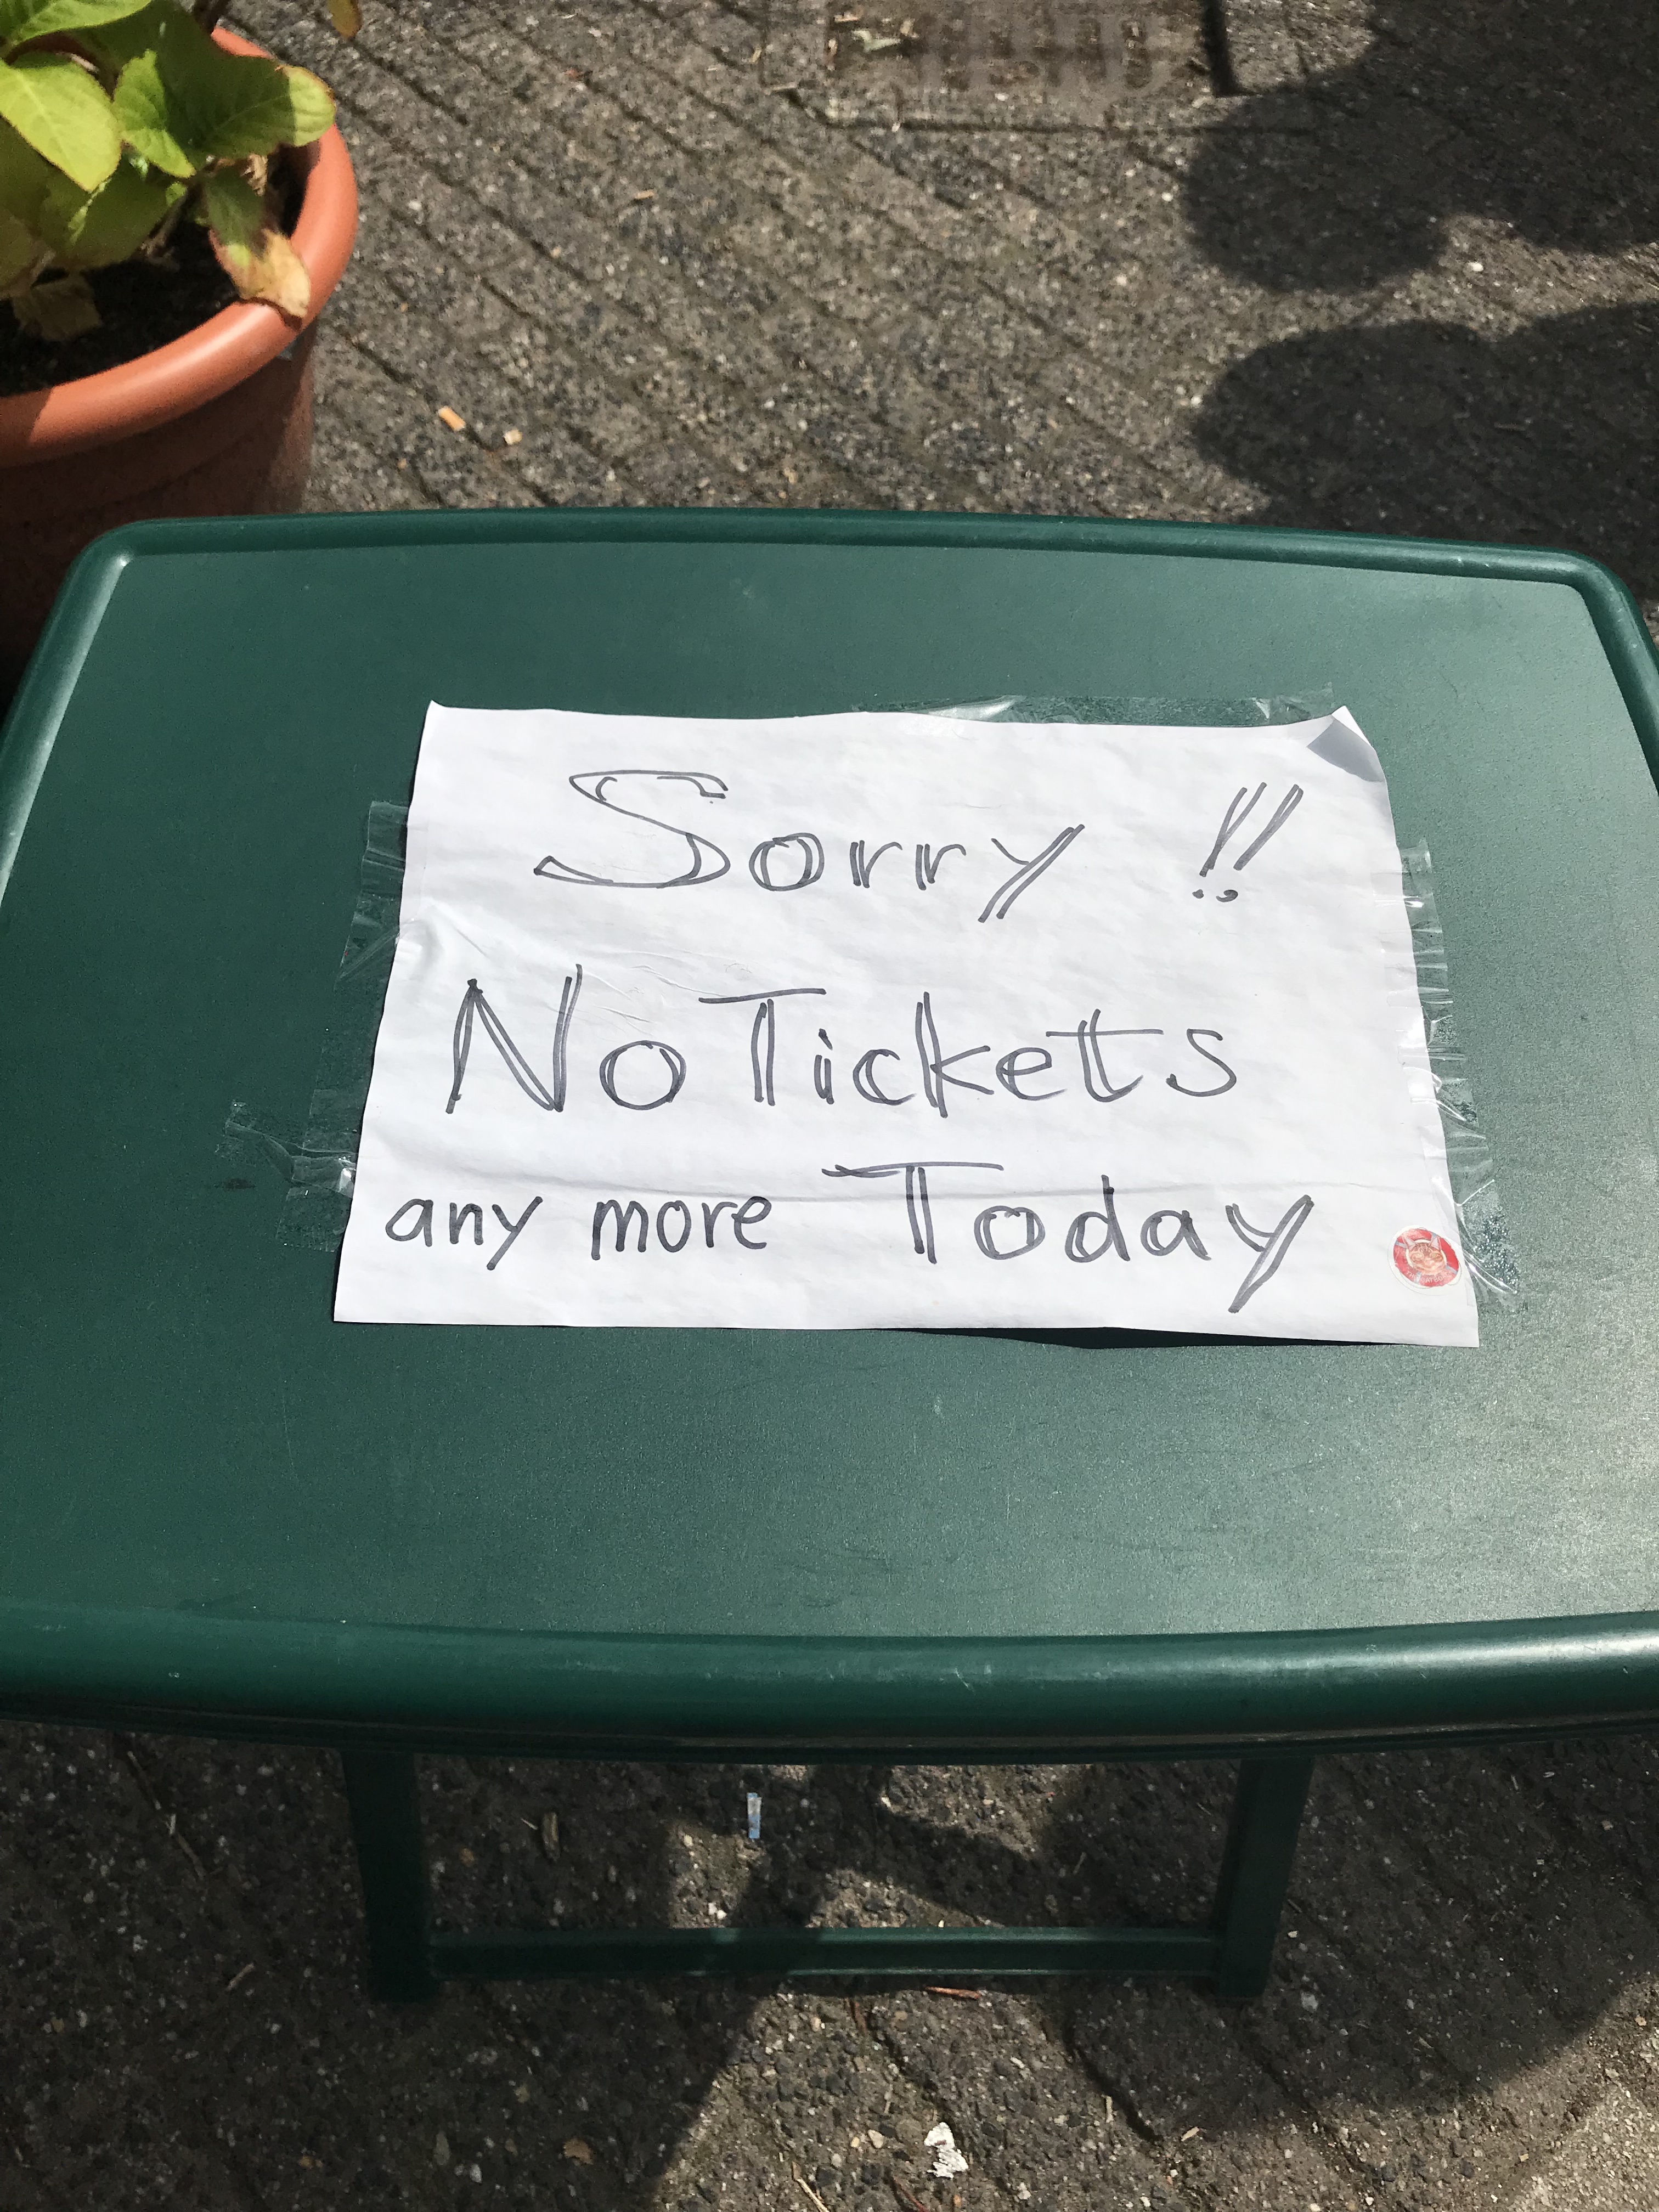 Sorry !!
No Tickets
any more Today